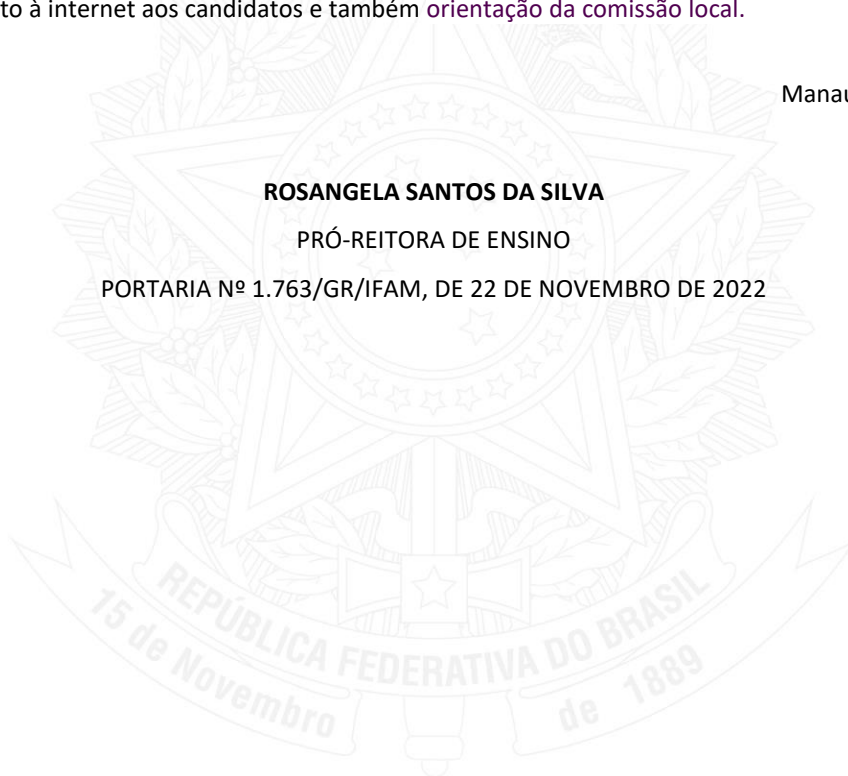 to à internet aos candidatos e também orientação da comissão local.
Manau
ROSANGELA SANTOS DA SILVA
PRÓ-REITORA DE ENSINO
PORTARIA Nº 1.763/GR/IFAM, DE 22 DE NOVEMBRO DE 2022
REPÚBLICA FEDERATIVA DO BRASIL
15 de Novembro de 1889